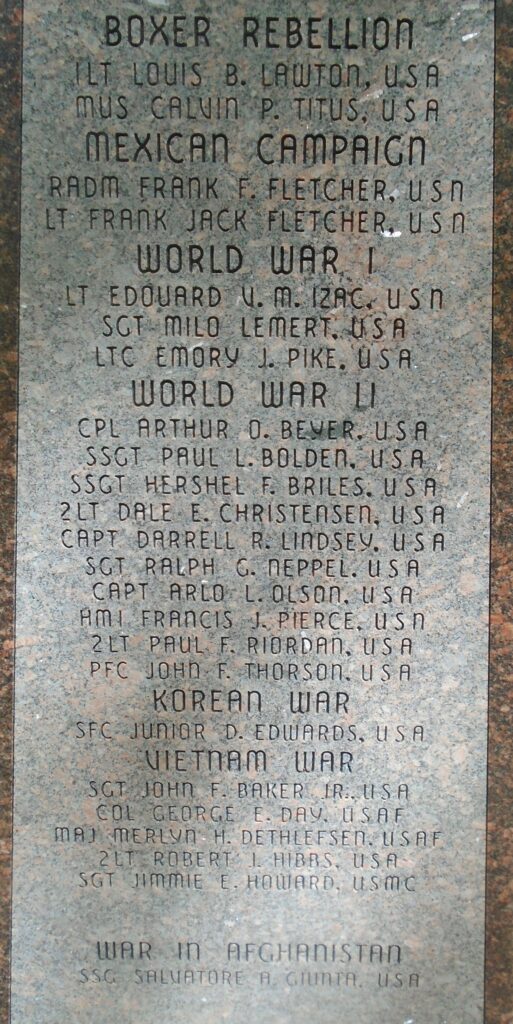 BOXER REBELLION
1LT LOUIS B. LAWTON, USA
MUS CALVIN P. TITUS, USA
MEXICAN CAMPAIGN
RADM FRANK F. FLETCHER, USN
LT FRANK JACK FLETCHER, USN
WORLD WAR I
LT EDOUARD V. M. IZAC, USN
SGT MILO LEMERT, USA
LTC EMORY J. PIKE, USA
WORLD WAR II
CPL ARTHUR O. BEYER, USA
SSGT PAUL L. BOLDEN, USA
SSGT HERSHEL F. BRILES, USA
2LT DALE E. CHRISTENSEN, USA
CAPT DARRELL R. LINDSEY, USA
SGT RALPH G. NEPPEL, USA
CAPT ARLO L. OLSON, USA
HM1 FRANCIS J. PIERCE, USN
2LT PAUL F. RIORDAN, USA
PFC JOHN F. THORSON, USA
KOREAN WAR
SFC JUNIOR D. EDWARDS, USA
VIETNAM WAR
SGT JOHN F. BAKER JR., USA
COL GEORGE E. DAY, USAF
MAJ MERLYN H. DETHLEFSEN, USAF
2LT ROBERT J. HIBBS, USA
SGT JIMMIE E. HOWARD, USMC
WAR IN AFGHANISTAN
SSG SALVATORE A. GIUNTA, USA